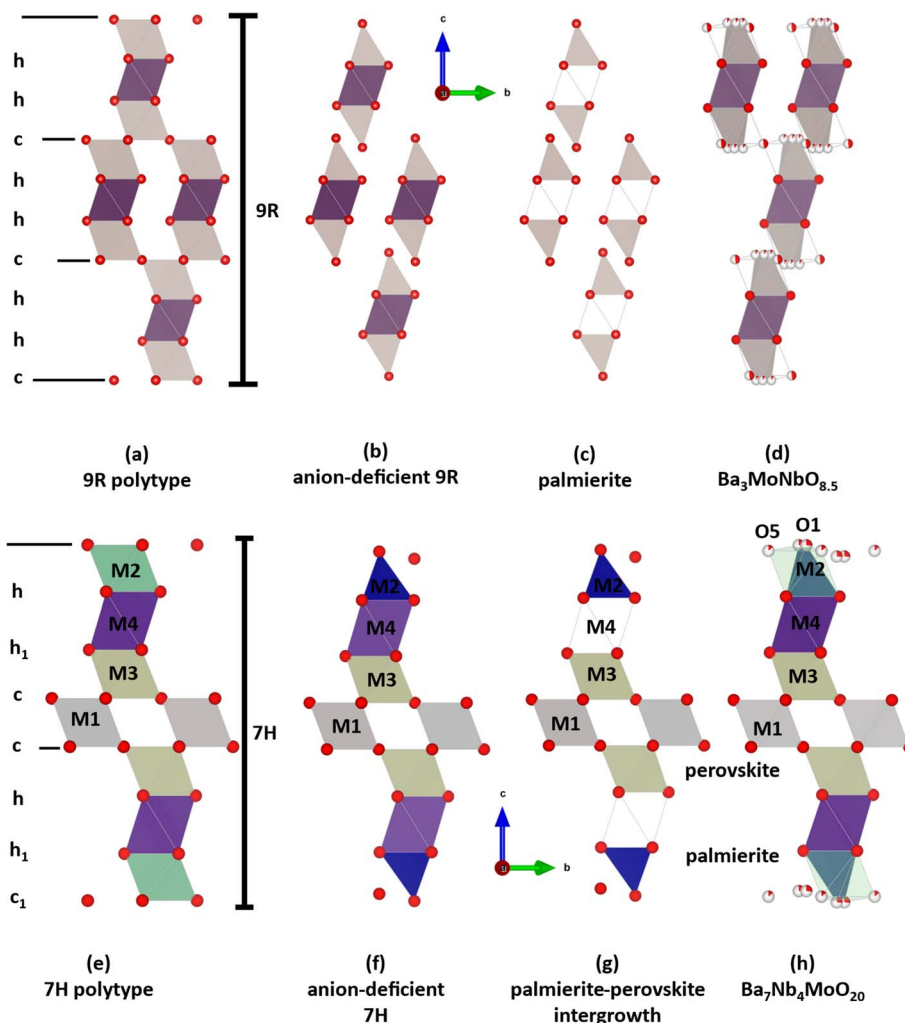 c
h
h
c
h
h
c
h
h
c
9R
b
(a)
9R polytype
(b)
anion-deficient 9R
(c)
palmierite
(d)
Ba₃MoNbO₈.₅
M2
M4
M3
M1
h
h₁
c
c
h
h₁
c₁
7H
M2
M4
M3
M1
c
b
M2
M4
M3
M1
perovskite
palmierite
O5
O1
M2
M4
M3
M1
(e)
7H polytype
(f)
anion-deficient
7H
(g)
palmierite-perovskite
intergrowth
(h)
Ba₇Nb₄MoO₂₀